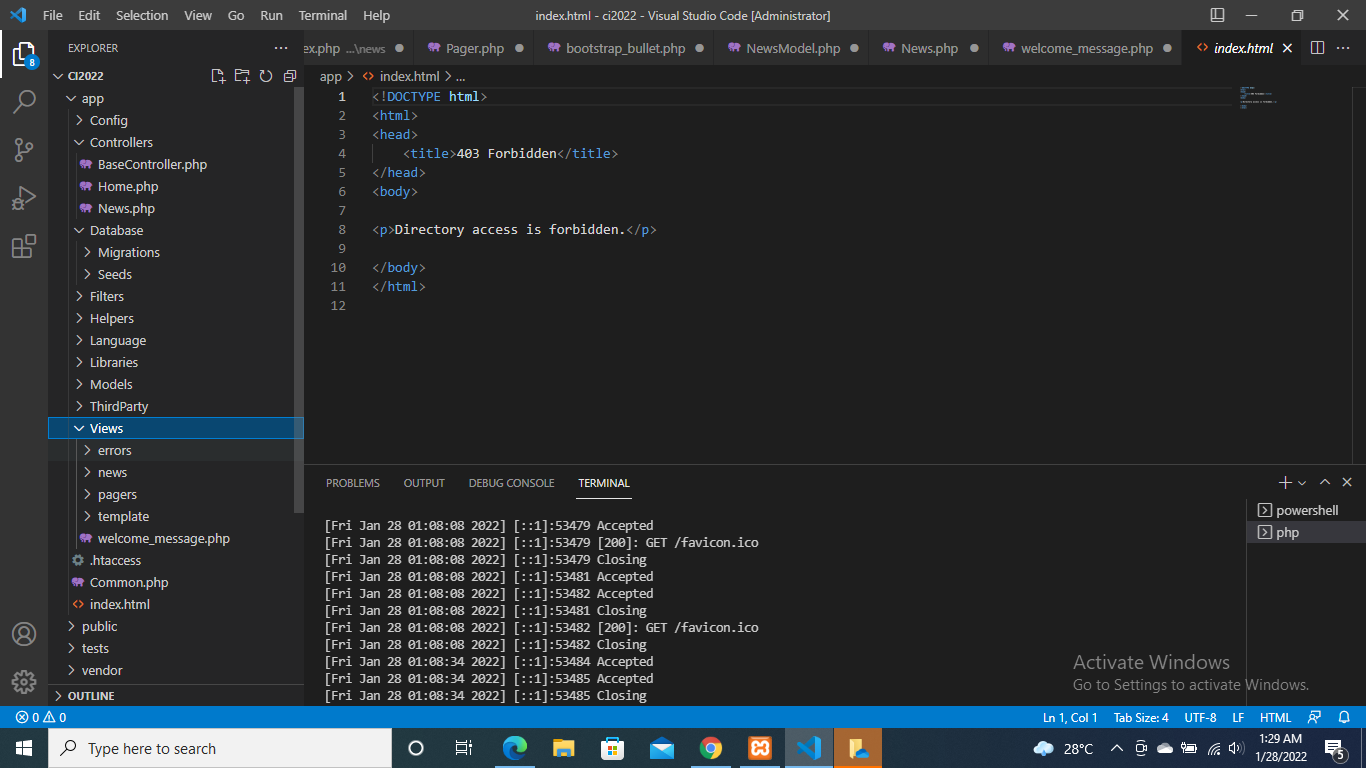 File Edit Selection Views Go Run Terminal Help
index.html - ci2022 - Visual Studio Code [Administrator]
EXPLORER
ex.php ...\news
Pager.php
bootstrap_bullet.php
NewsModel.php
News.php
welcome_message.php
index.html
8
CI2022
app
Config
Controllers
BaseController.php
Home.php
News.php
Database
Migrations
Seeds
Filters
Helpers
Language
Libraries
Models
ThirdParty
Views
errors
news
pagers
template
welcome_message.php
.htaccess
Common.php
index.html
public
tests
vendor
OUTLINE
app > index.html > ...
1 <!DOCTYPE html>
2 <html>
3 <head>
4 <title>403 Forbidden</title>
5 </head>
6 <body>
7
8 <p>Directory access is forbidden.</p>
9
10 </body>
11 </html>
12
PROBLEMS OUTPUT DEBUG CONSOLE TERMINAL
[Fri Jan 28 01:08:08 2022] [::1]:53479 Accepted
[Fri Jan 28 01:08:08 2022] [::1]:53479 [200]: GET /favicon.ico
[Fri Jan 28 01:08:08 2022] [::1]:53479 Closing
[Fri Jan 28 01:08:08 2022] [::1]:53481 Accepted
[Fri Jan 28 01:08:08 2022] [::1]:53482 Accepted
[Fri Jan 28 01:08:08 2022] [::1]:53481 Closing
[Fri Jan 28 01:08:08 2022] [::1]:53482 [200]: GET /favicon.ico
[Fri Jan 28 01:08:08 2022] [::1]:53482 Closing
[Fri Jan 28 01:08:34 2022] [::1]:53484 Accepted
[Fri Jan 28 01:08:34 2022] [::1]:53485 Accepted
[Fri Jan 28 01:08:34 2022] [::1]:53485 Closing
powershell
php
Activate Windows
Go to Settings to activate Windows.
0 0
Ln 1, Col 1 Tab Size: 4 UTF-8 LF HTML
Type here to search
28°C
1:29 AM
1/28/2022
5